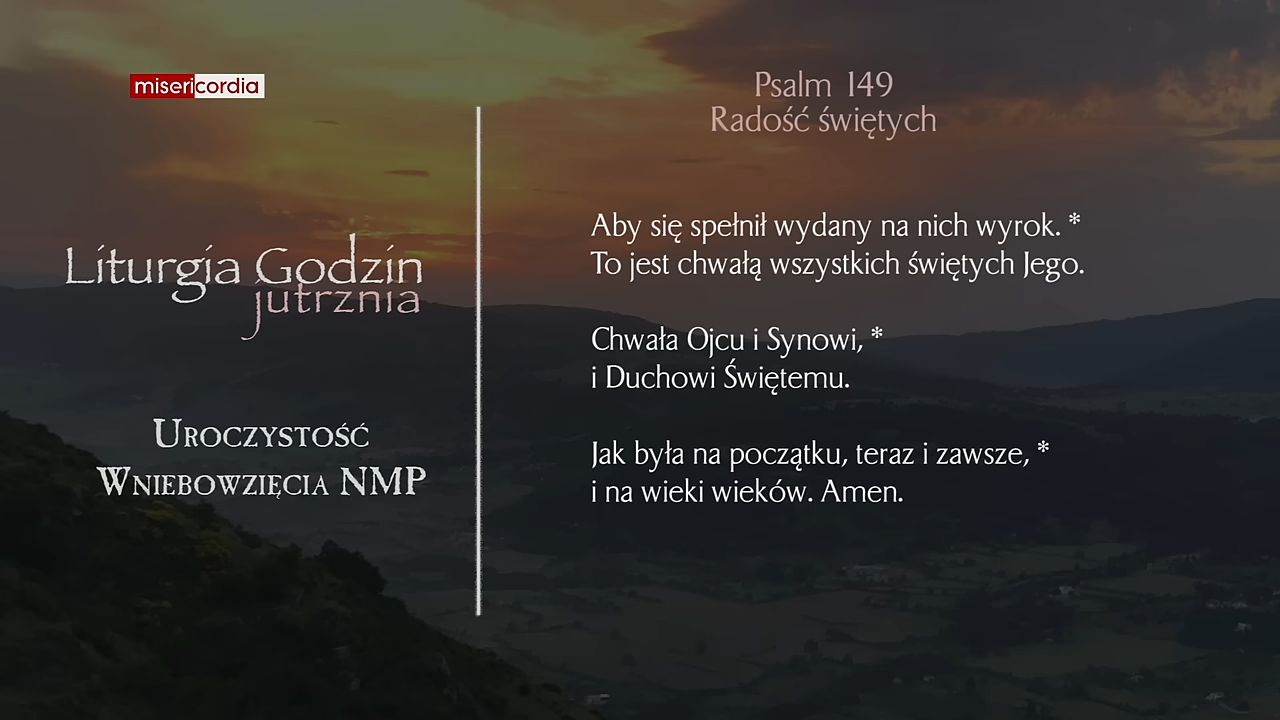 misericordia
Liturgia Godzin
jutrznia
Uroczystość
Wniebowzięcia NMP
Psalm 149
Radość świętych
Aby się spełnił wydany na nich wyrok. *
To jest chwałą wszystkich świętych Jego.
Chwała Ojcu i Synowi, *
i Duchowi Świętemu.
Jak była na początku, teraz i zawsze, *
i na wieki wieków. Amen.